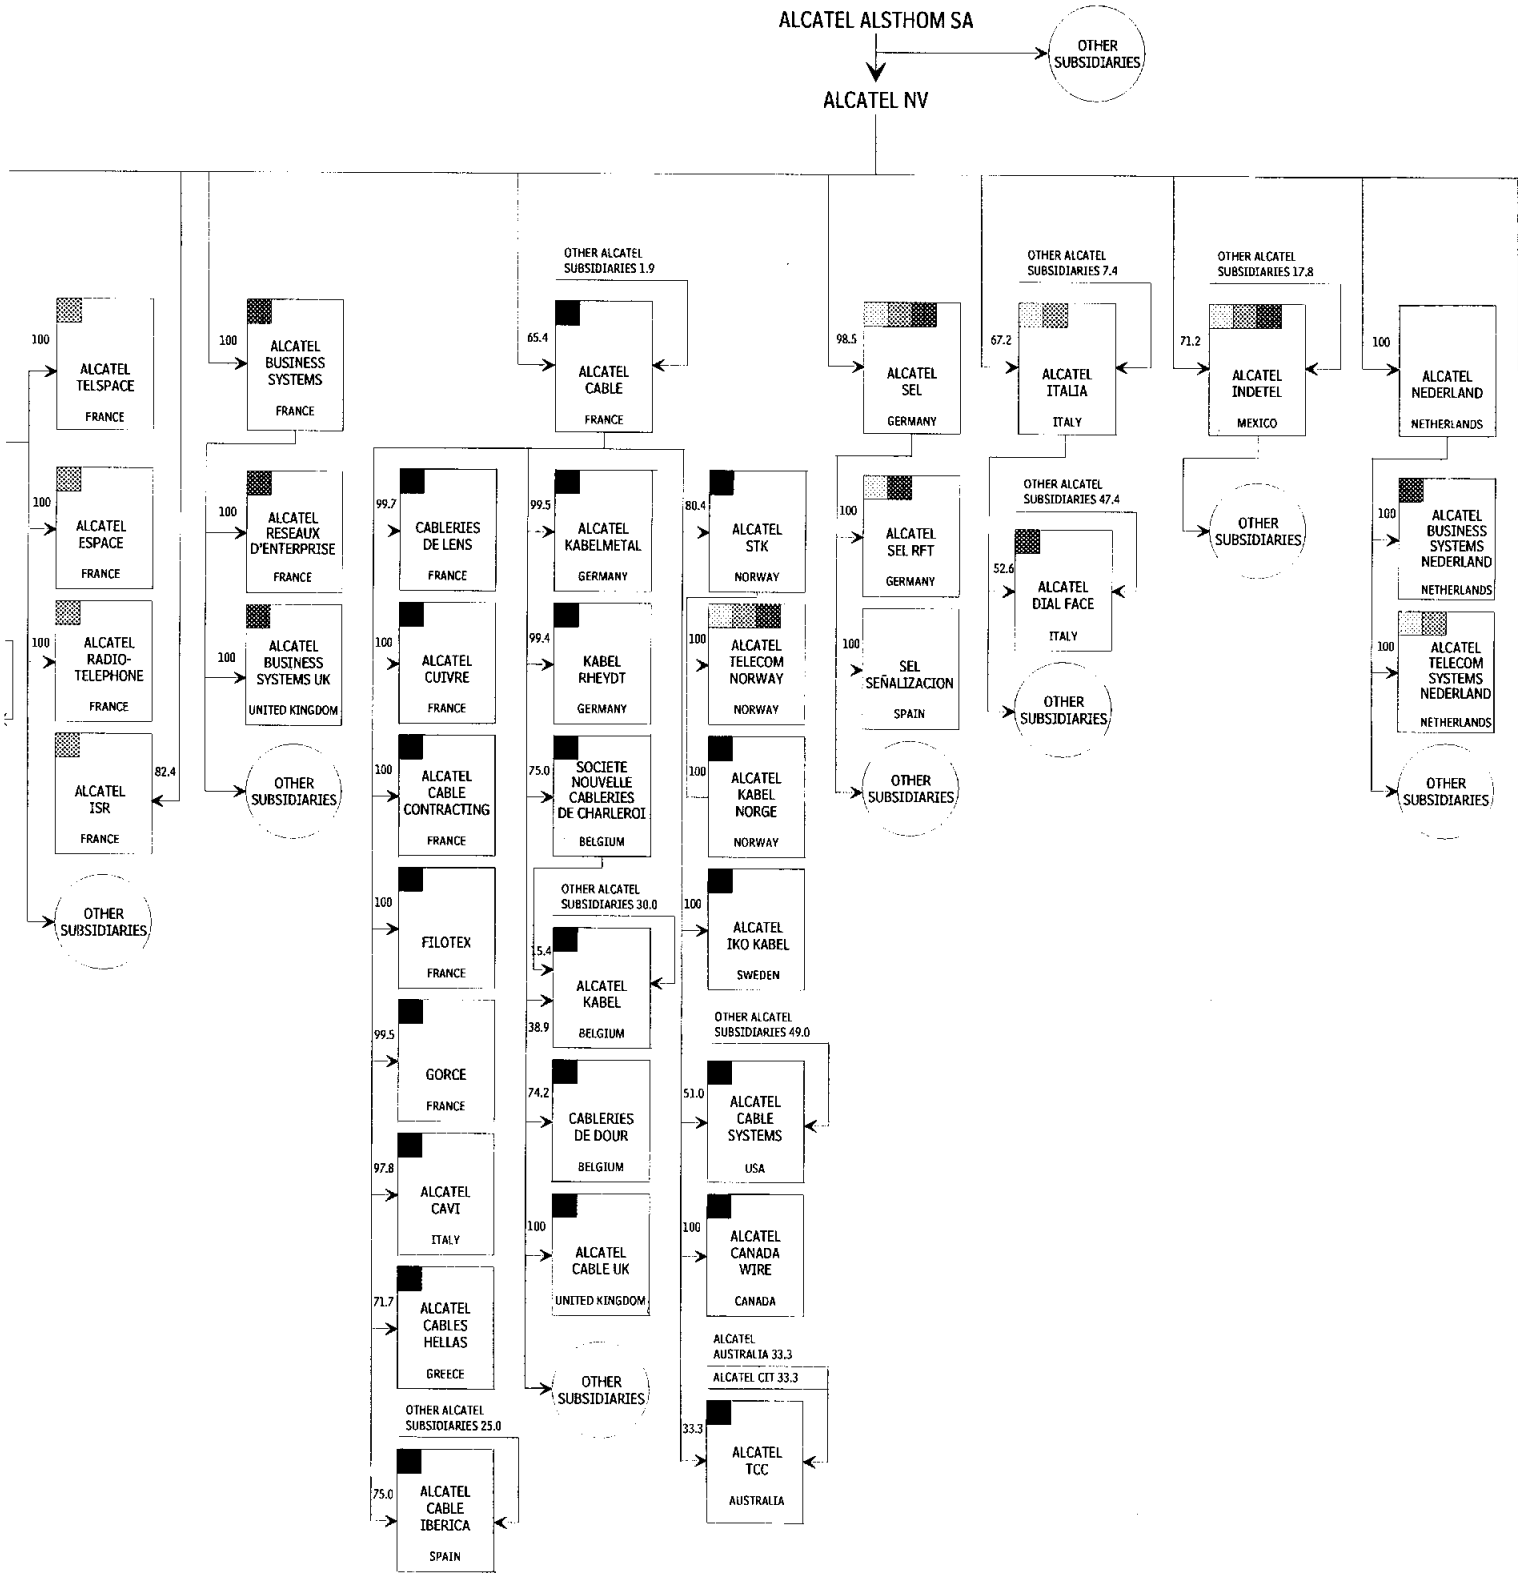 ALCATEL ALSTHOM SA
OTHER
SUBSIDIARIES
ALCATEL NV
100
ALCATEL
TELSPACE
FRANCE
100
ALCATEL
ESPACE
FRANCE
100
ALCATEL
RADIO-
TELEPHONE
FRANCE
82.4
ALCATEL
ISR
FRANCE
OTHER
SUBSIDIARIES
100
ALCATEL
BUSINESS
SYSTEMS
FRANCE
100
ALCATEL
RESEAUX
D'ENTERPRISE
FRANCE
100
ALCATEL
BUSINESS
SYSTEMS UK
UNITED KINGDOM
OTHER
SUBSIDIARIES
OTHER ALCATEL
SUBSIDIARIES 1.9
65.4
ALCATEL
CABLE
FRANCE
99.7
CABLERIES
DE LENS
FRANCE
100
ALCATEL
CUIVRE
FRANCE
100
ALCATEL
CABLE
CONTRACTING
FRANCE
100
FILOTEX
FRANCE
99.5
GORCE
FRANCE
97.8
ALCATEL
CAVI
ITALY
71.7
ALCATEL
CABLES
HELLAS
GREECE
OTHER ALCATEL
SUBSIDIARIES 25.0
75.0
ALCATEL
CABLE
IBERICA
SPAIN
99.5
ALCATEL
KABELMETAL
GERMANY
99.4
KABEL
RHEYDT
GERMANY
75.0
SOCIETE
NOUVELLE
CABLERIES
DE CHARLEROI
BELGIUM
OTHER ALCATEL
SUBSIDIARIES 30.0
15.4
ALCATEL
KABEL
38.9
BELGIUM
74.2
CABLERIES
DE DOUR
BELGIUM
100
ALCATEL
CABLE UK
UNITED KINGDOM
OTHER
SUBSIDIARIES
80.4
ALCATEL
STK
NORWAY
100
ALCATEL
TELECOM
NORWAY
NORWAY
100
ALCATEL
KABEL
NORGE
NORWAY
100
ALCATEL
IKO KABEL
SWEDEN
OTHER ALCATEL
SUBSIDIARIES 49.0
51.0
ALCATEL
CABLE
SYSTEMS
USA
100
ALCATEL
CANADA
WIRE
CANADA
ALCATEL
AUSTRALIA 33.3
ALCATEL CIT 33.3
33.3
ALCATEL
TCC
AUSTRALIA
98.5
ALCATEL
SEL
GERMANY
100
ALCATEL
SEL RFT
GERMANY
100
SEL
SEÑALIZACION
SPAIN
OTHER
SUBSIDIARIES
OTHER ALCATEL
SUBSIDIARIES 7.4
67.2
ALCATEL
ITALIA
ITALY
OTHER ALCATEL
SUBSIDIARIES 47.4
52.6
ALCATEL
DIAL FACE
ITALY
OTHER
SUBSIDIARIES
OTHER ALCATEL
SUBSIDIARIES 17.8
71.2
ALCATEL
INDETEL
MEXICO
OTHER
SUBSIDIARIES
100
ALCATEL
NEDERLAND
NETHERLANDS
100
ALCATEL
BUSINESS
SYSTEMS
NEDERLAND
NETHERLANDS
100
ALCATEL
TELECOM
SYSTEMS
NEDERLAND
NETHERLANDS
OTHER
SUBSIDIARIES